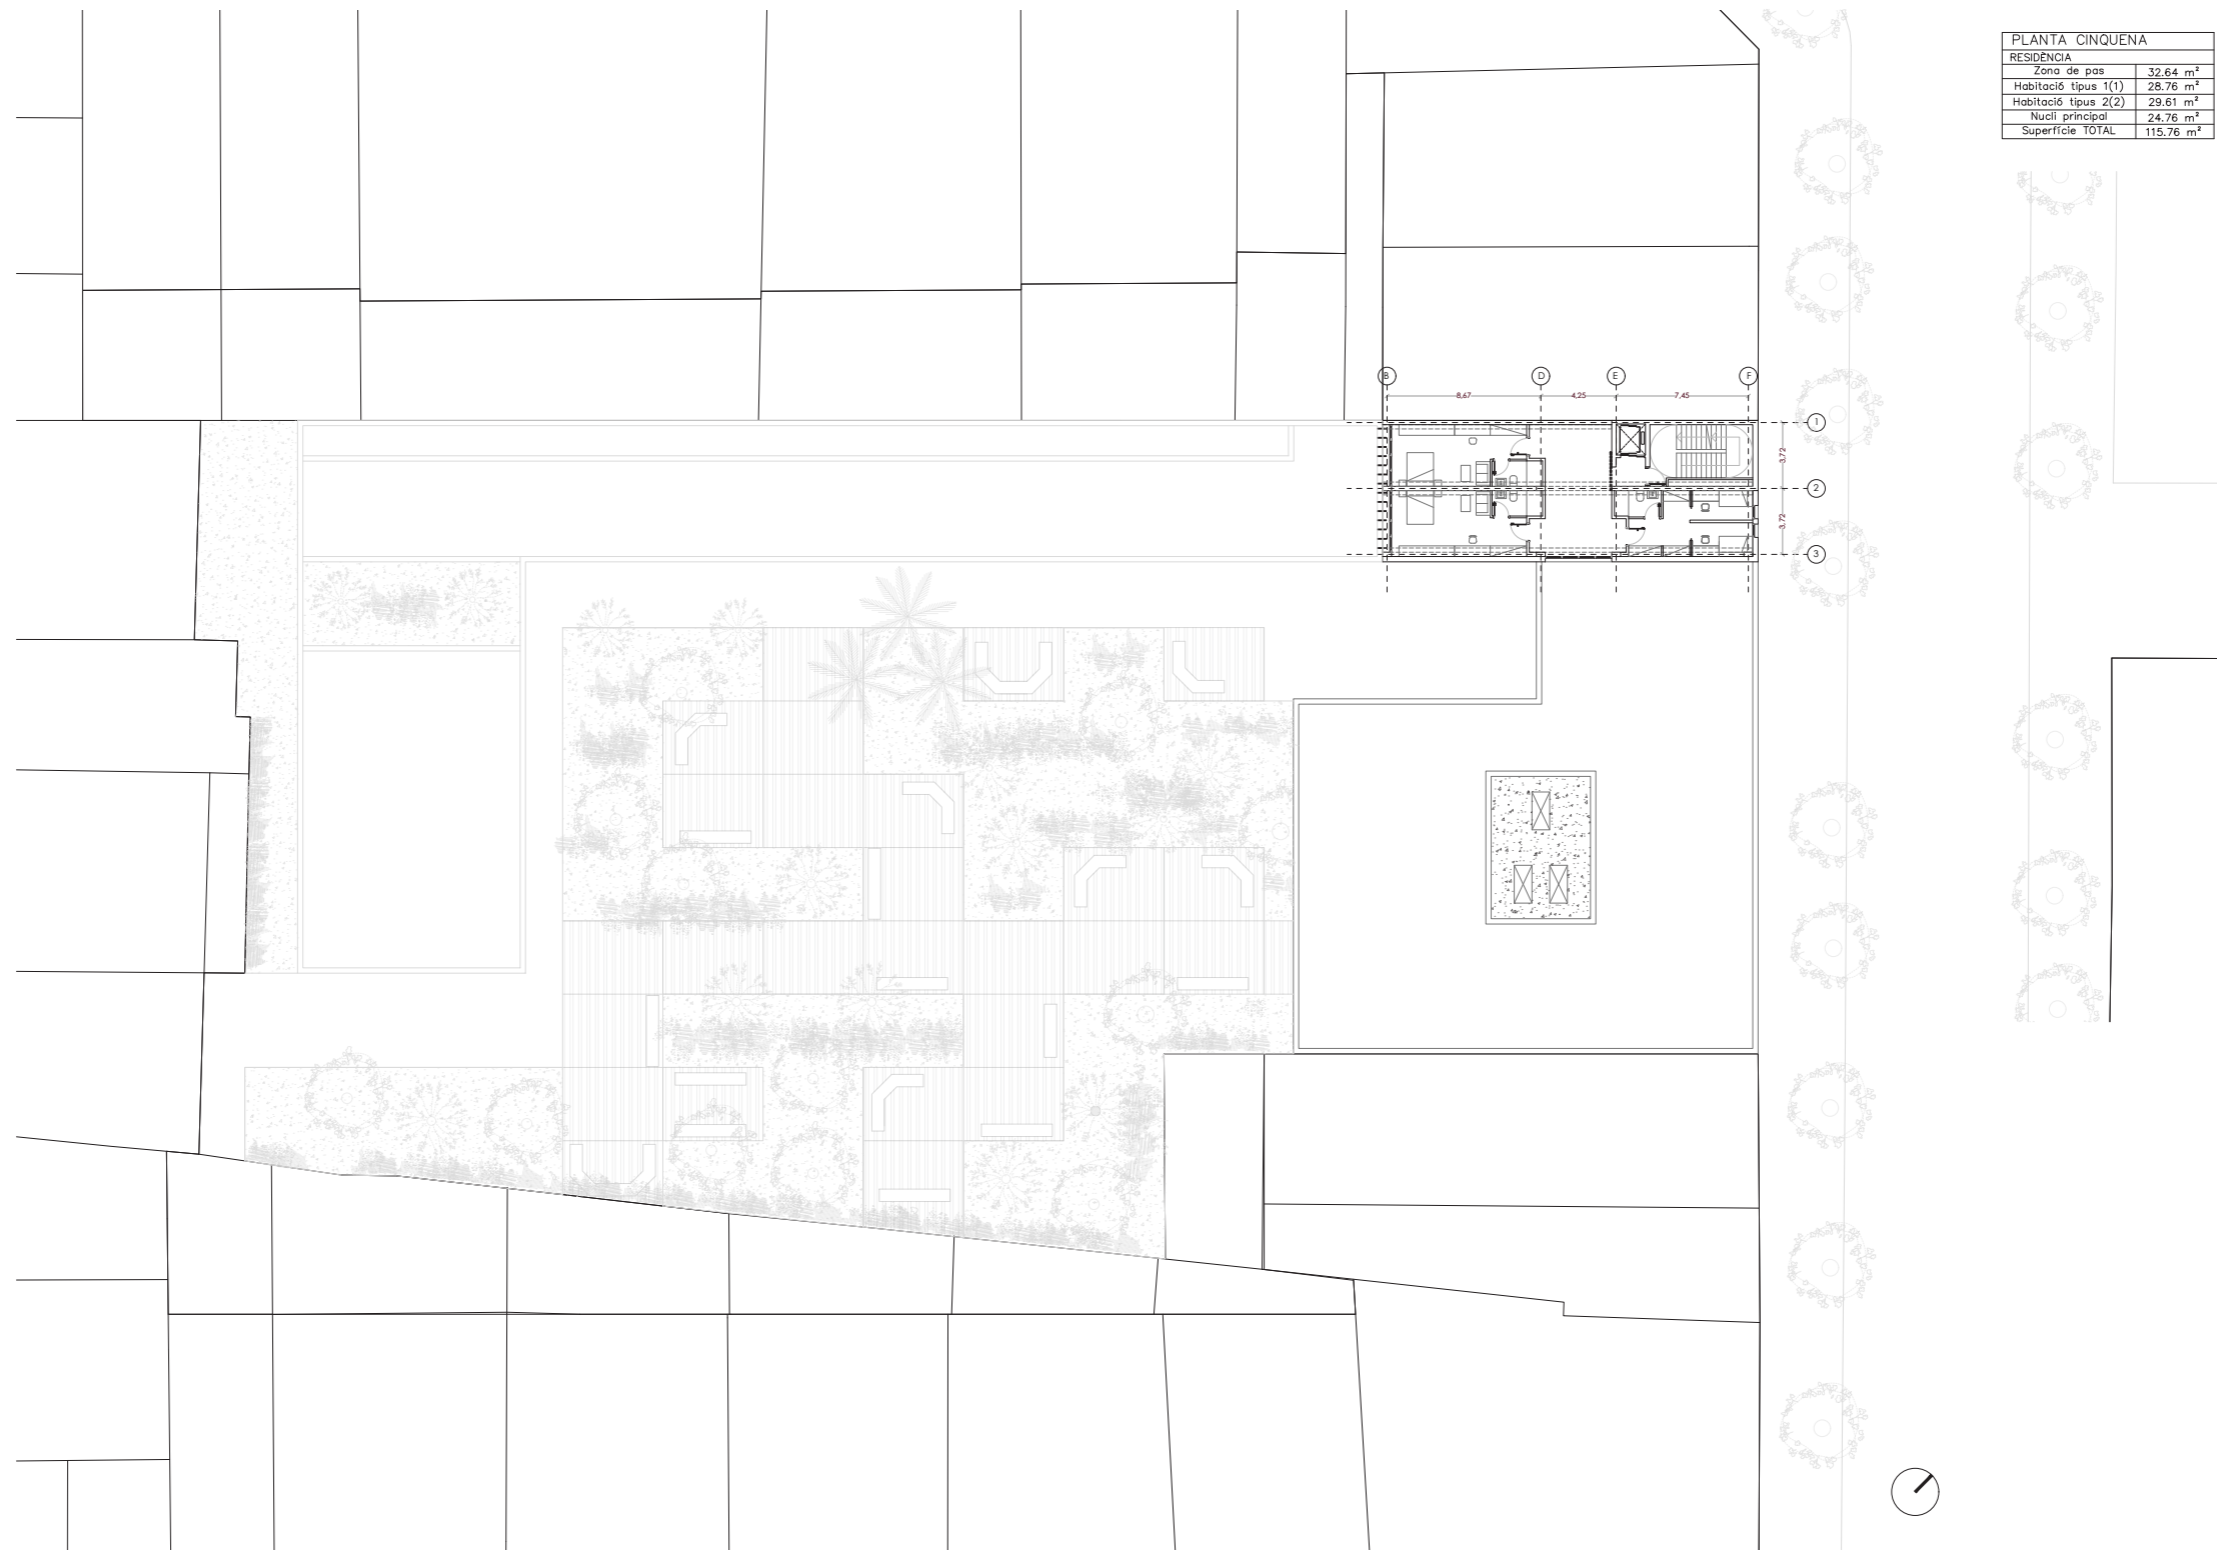 PLANTA CINQUENA
RESIDÈNCIA
Zona de pas 32.64 m²
Habitació tipus 1(1) 28.76 m²
Habitació tipus 2(2) 29.61 m²
Nucli principal 24.76 m²
Superfície TOTAL 115.76 m²
B D E F
8,67 4,25 7,45
1
3,72
2
3,72
3